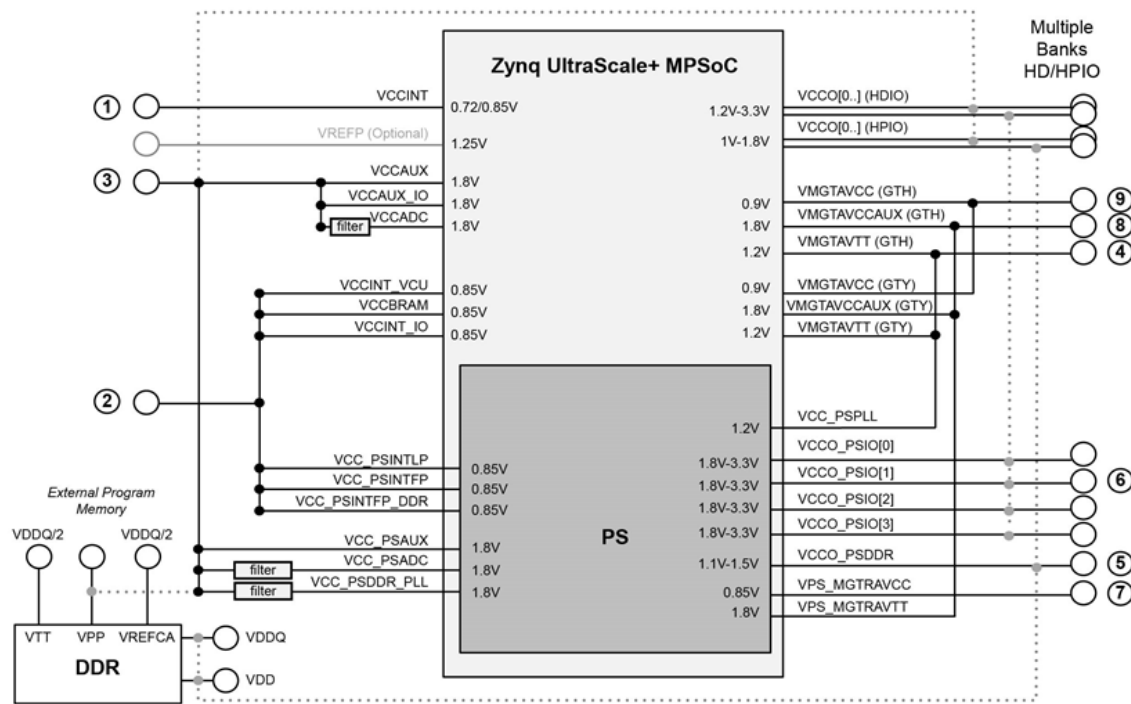 Multiple
Banks
HD/HPIO
Zynq UltraScale+ MPSoC
1
VCCINT
0.72/0.85V
VREFP (Optional)
1.25V
3
VCCAUX
1.8V
VCCAUX_IO
1.8V
filter
VCCADC
1.8V
VCCINT_VCU
0.85V
VCCBRAM
0.85V
VCCINT_IO
0.85V
2
VCC_PSINTLP
0.85V
VCC_PSINTFP
0.85V
VCC_PSINTFP_DDR
0.85V
VCC_PSAUX
1.8V
filter
VCC_PSADC
1.8V
filter
VCC_PSDDR_PLL
1.8V
PS
1.2V-3.3V
VCCO[0..] (HDIO)
1V-1.8V
VCCO[0..] (HPIO)
0.9V
VMGTAVCC (GTH)
9
1.8V
VMGTAVCCAUX (GTH)
8
1.2V
VMGTAVTT (GTH)
4
0.9V
VMGTAVCC (GTY)
1.8V
VMGTAVCCAUX (GTY)
1.2V
VMGTAVTT (GTY)
1.2V
VCC_PSPLL
1.8V-3.3V
VCCO_PSIO[0]
1.8V-3.3V
VCCO_PSIO[1]
6
1.8V-3.3V
VCCO_PSIO[2]
1.8V-3.3V
VCCO_PSIO[3]
1.1V-1.5V
VCCO_PSDDR
5
0.85V
VPS_MGTRAVCC
7
1.8V
VPS_MGTRAVTT
External Program
Memory
VDDQ/2
VDDQ/2
VTT
VPP
VREFCA
DDR
VDDQ
VDD